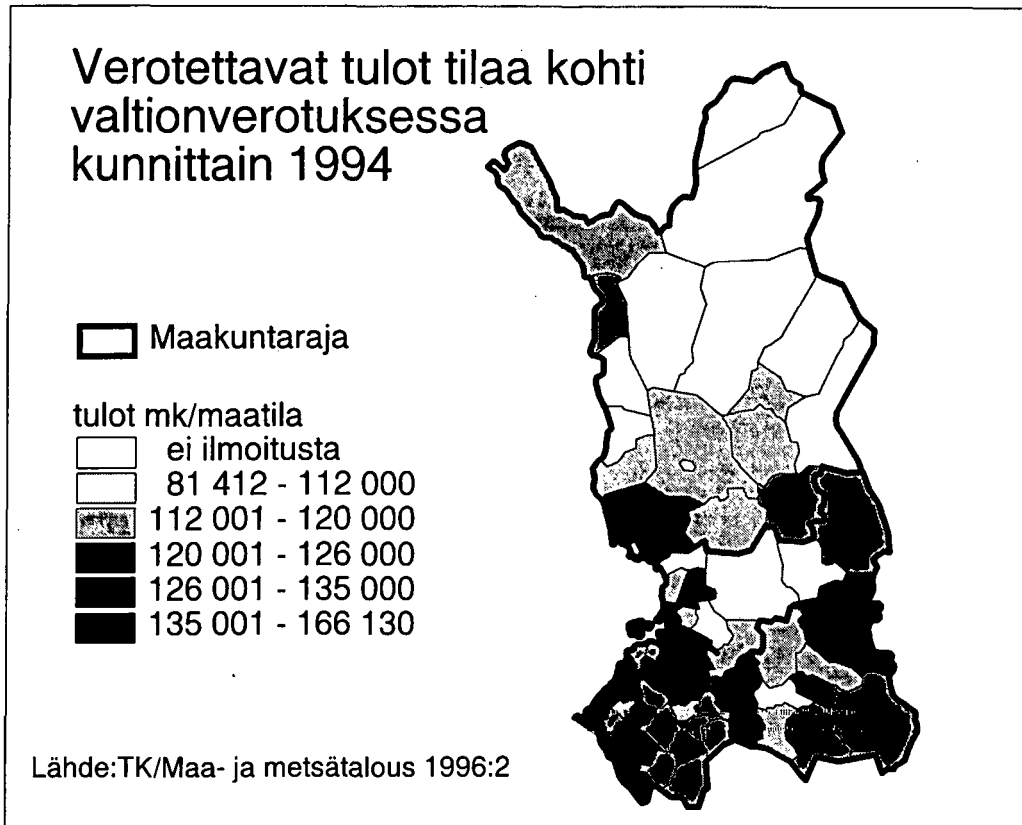 Verotettavat tulot tilaa kohti
valtionverotuksessa
kunnittain 1994
Maakuntaraja
tulot mk/maatila
ei ilmoitusta
81 412 - 112 000
112 001 - 120 000
120 001 - 126 000
126 001 - 135 000
135 001 - 166 130
Lähde:TK/Maa- ja metsätalous 1996:2